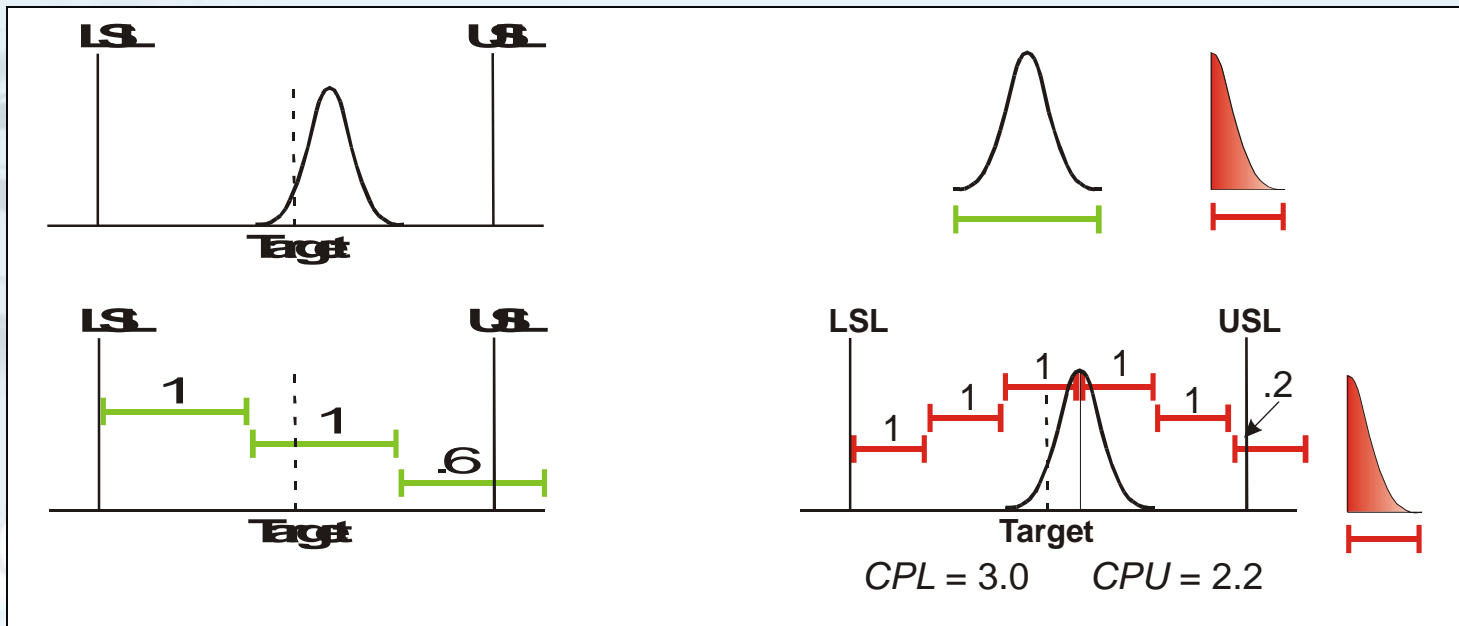 LSL USL
Target
LSL USL
1
1
.6
Target
LSL USL
1 1
1 1 .2
1
Target
CPL = 3.0 CPU = 2.2